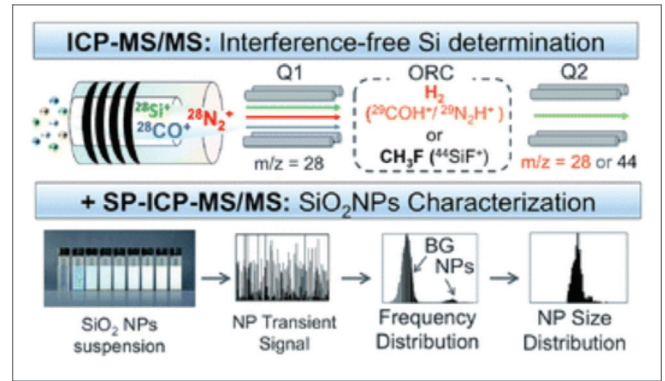 ICP-MS/MS: Interference-free Si determination
Q1 ORC Q2
²⁸Si⁺
²⁸CO⁺
²⁸N₂⁺
H₂
(²⁹COH⁺/²⁹N₂H⁺)
or
CH₃F (⁴⁴SiF⁺)
m/z = 28
m/z = 28 or 44
+ SP-ICP-MS/MS: SiO₂NPs Characterization
BG
NPs
SiO₂ NPs
suspension
NP Transient
Signal
Frequency
Distribution
NP Size
Distribution